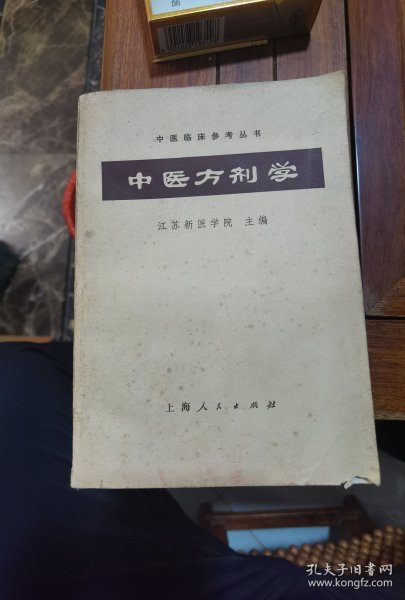 中医临床参考丛书
中医方剂学
江苏新医学院 主编
上海人民出版社
孔夫子旧书网
www.kongfz.com